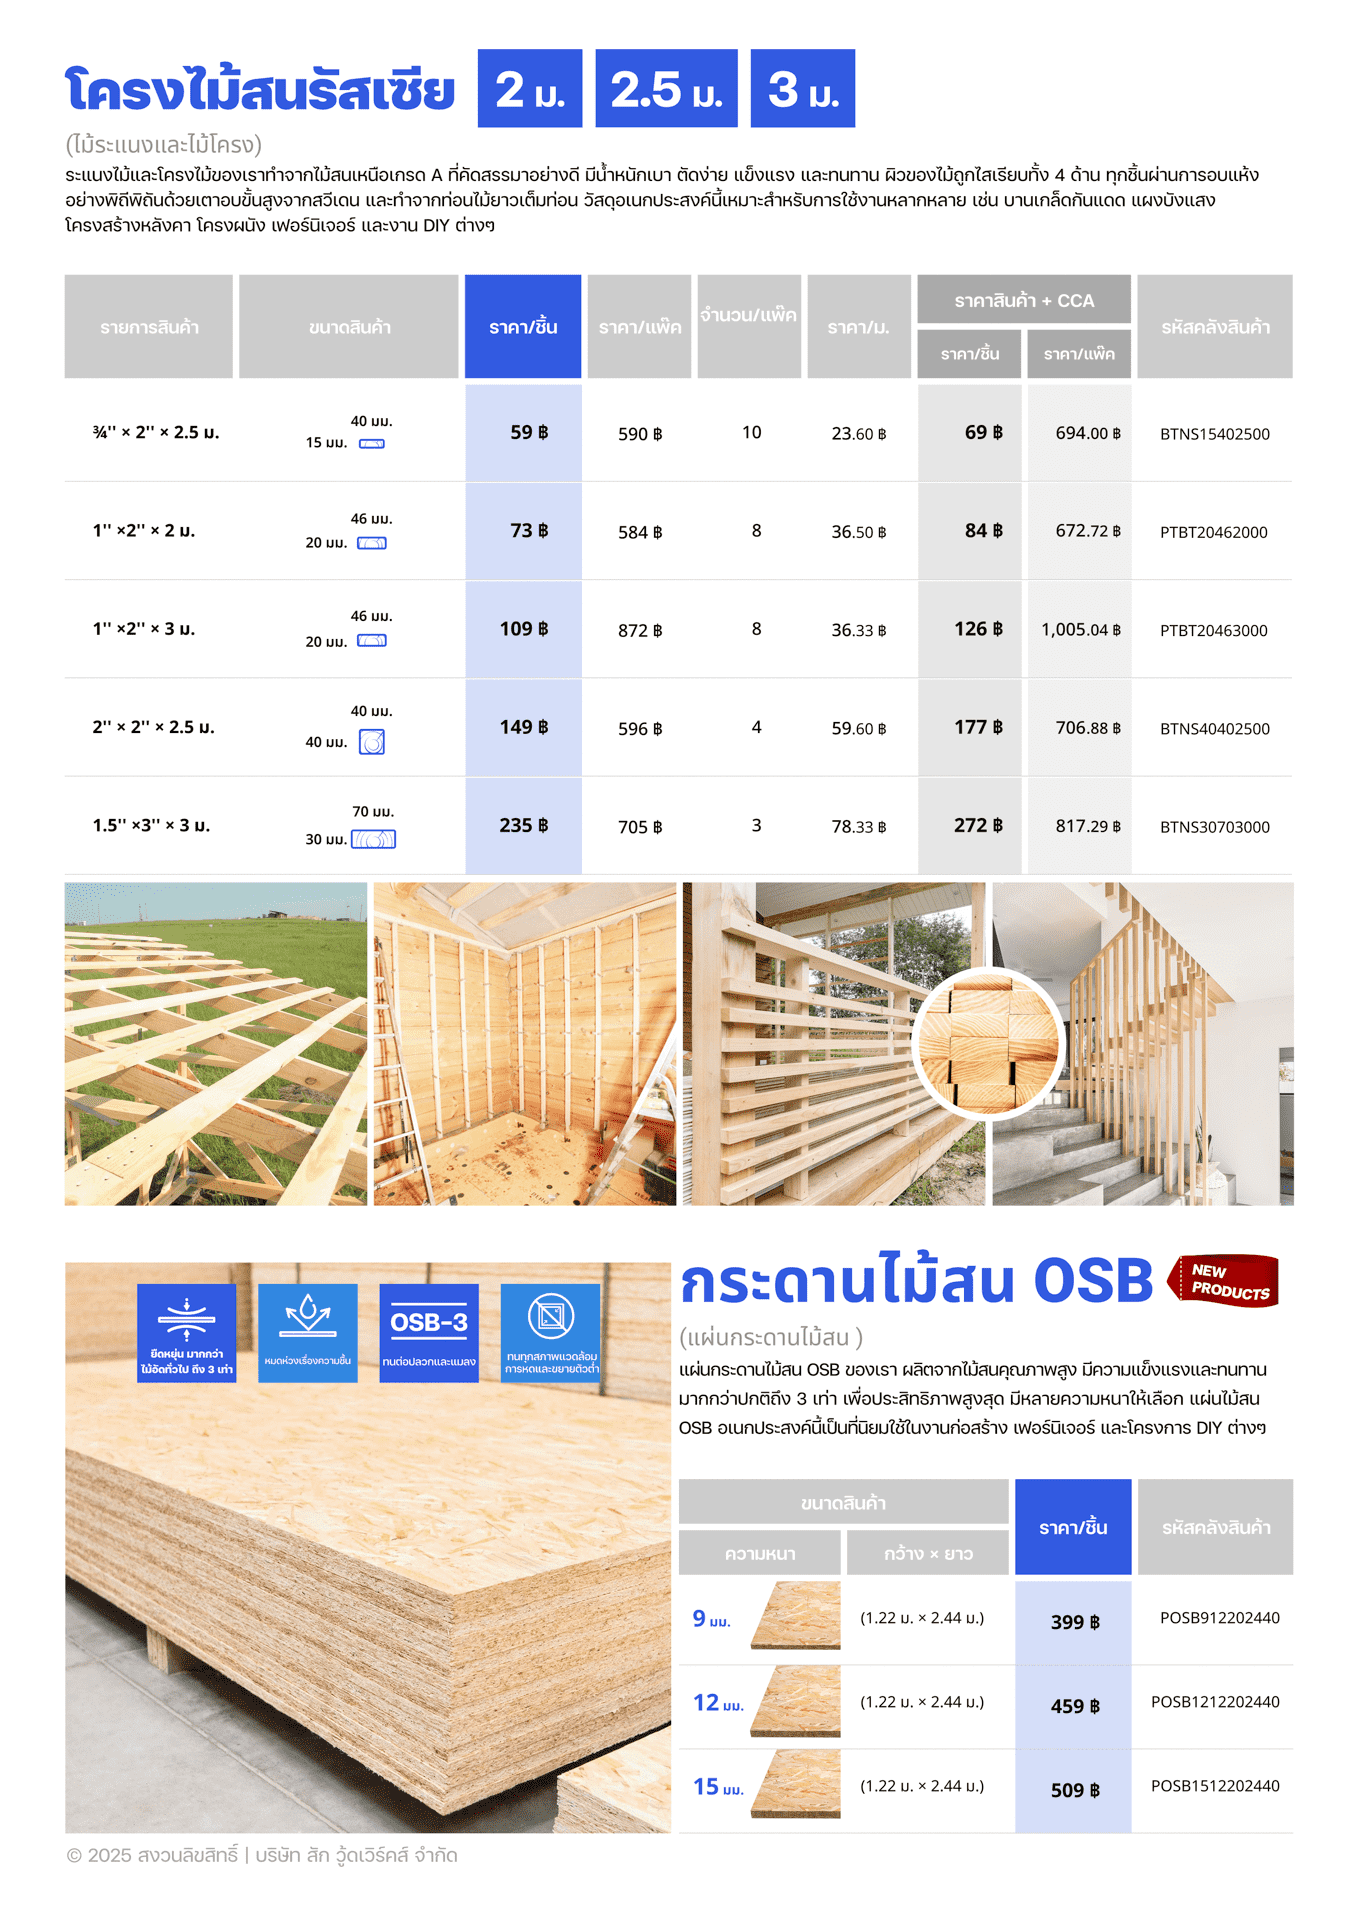 โครงไม้สนรัสเซีย 2 ม. 2.5 ม. 3 ม.
(ไม้ระแนงและไม้โครง)
ระแนงไม้และโครงไม้ของเราทำจากไม้สนเหนือเกรด A ที่คัดสรรมาอย่างดี มีน้ำหนักเบา ตัดง่าย แข็งแรง และทนทาน ผิวของไม้ถูกไสเรียบทั้ง 4 ด้าน ทุกชิ้นผ่านการอบแห้ง
อย่างพิถีพิถันด้วยเตาอบขั้นสูงจากสวีเดน และทำจากท่อนไม้ยาวเต็มท่อน วัสดุอเนกประสงค์นี้เหมาะสำหรับการใช้งานหลากหลาย เช่น บานเกล็ดกันแดด แผงบังแสง
โครงสร้างหลังคา โครงผนัง เฟอร์นิเจอร์ และงาน DIY ต่างๆ
รายการสินค้า ขนาดสินค้า ราคา/ชิ้น ราคา/แพ๊ค จำนวน/แพ๊ค ราคา/ม. ราคาสินค้า + CCA รหัสคลังสินค้า
ราคา/ชิ้น ราคา/แพ๊ค
40 มม.
¾'' × 2'' × 2.5 ม. 15 มม. 59 ฿ 590 ฿ 10 23.60 ฿ 69 ฿ 694.00 ฿ BTNS15402500
46 มม.
1'' ×2'' × 2 ม. 20 มม. 73 ฿ 584 ฿ 8 36.50 ฿ 84 ฿ 672.72 ฿ PTBT20462000
46 มม.
1'' ×2'' × 3 ม. 20 มม. 109 ฿ 872 ฿ 8 36.33 ฿ 126 ฿ 1,005.04 ฿ PTBT20463000
40 มม.
2'' × 2'' × 2.5 ม. 40 มม. 149 ฿ 596 ฿ 4 59.60 ฿ 177 ฿ 706.88 ฿ BTNS40402500
70 มม.
1.5'' ×3'' × 3 ม. 30 มม. 235 ฿ 705 ฿ 3 78.33 ฿ 272 ฿ 817.29 ฿ BTNS30703000
ยืดหยุ่น มากกว่า
ไม้อัดทั่วไป ถึง 3 เท่า
หมดห่วงเรื่องความชื้น
OSB-3
ทนต่อปลวกและแมลง
ทนทุกสภาพแวดล้อม
การหดและขยายตัวต่ำ
กระดานไม้สน OSB
NEW
PRODUCTS
(แผ่นกระดานไม้สน )
แผ่นกระดานไม้สน OSB ของเรา ผลิตจากไม้สนคุณภาพสูง มีความแข็งแรงและทนทาน
มากกว่าปกติถึง 3 เท่า เพื่อประสิทธิภาพสูงสุด มีหลายความหนาให้เลือก แผ่นไม้สน
OSB อเนกประสงค์นี้เป็นที่นิยมใช้ในงานก่อสร้าง เฟอร์นิเจอร์ และโครงการ DIY ต่างๆ
ขนาดสินค้า ราคา/ชิ้น รหัสคลังสินค้า
ความหนา กว้าง × ยาว
9 มม. (1.22 ม. × 2.44 ม.) 399 ฿ POSB912202440
12 มม. (1.22 ม. × 2.44 ม.) 459 ฿ POSB1212202440
15 มม. (1.22 ม. × 2.44 ม.) 509 ฿ POSB1512202440
© 2025 สงวนลิขสิทธิ์ | บริษัท สัก วู้ดเวิร์คส์ จำกัด